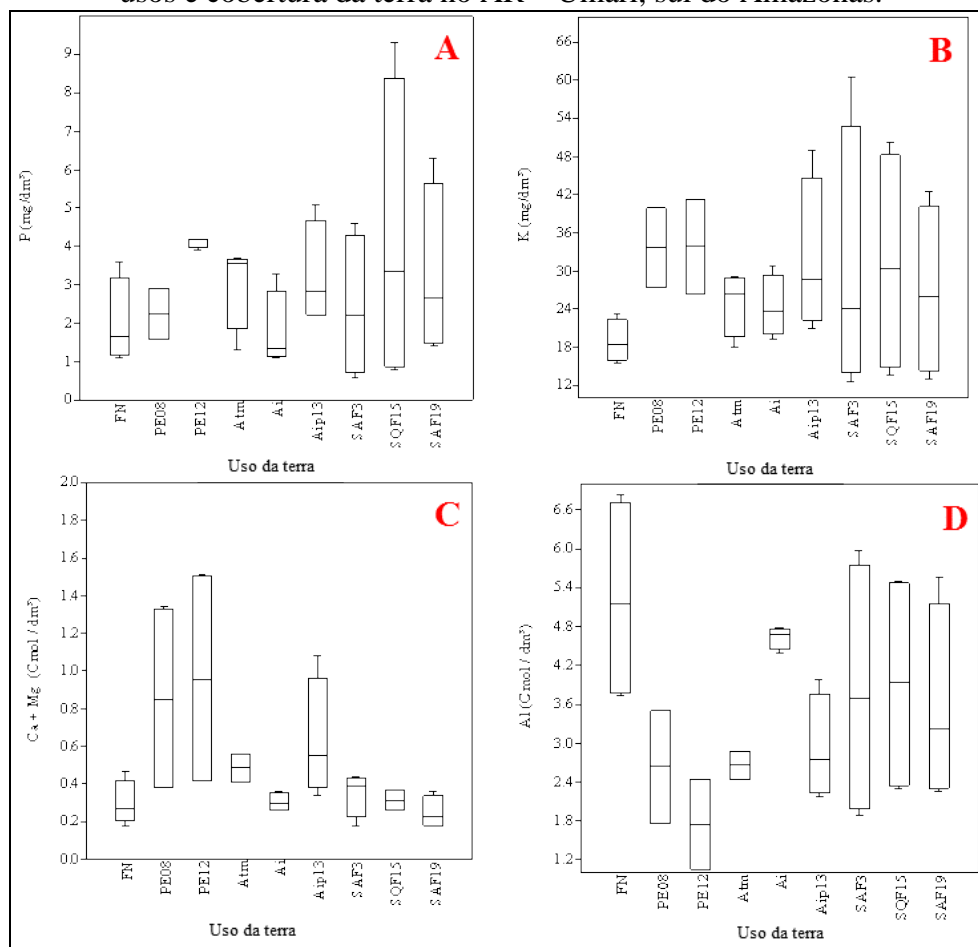 usos e cobertura da terra no AR – Umari, sul do Amazonas.
A
P (mg/dm³)
9
8
7
6
5
4
3
2
1
0
FN
PE08
PE12
Atm
Ai
Aip13
SAF3
SQF15
SAF19
Uso da terra
B
K (mg/dm³)
66
60
54
48
42
36
30
24
18
12
FN
PE08
PE12
Atm
Ai
Aip13
SAF3
SQF15
SAF19
Uso da terra
C
Ca + Mg (Cmol / dm³)
2.0
1.8
1.6
1.4
1.2
1.0
0.8
0.6
0.4
0.2
0.0
FN
PE08
PE12
Atm
Ai
Aip13
SAF3
SQF15
SAF19
Uso da terra
D
Al (Cmol / dm³)
6.6
6.0
5.4
4.8
4.2
3.6
3.0
2.4
1.8
1.2
FN
PE08
PE12
Atm
Ai
Aip13
SAF3
SQF15
SAF19
Uso da terra